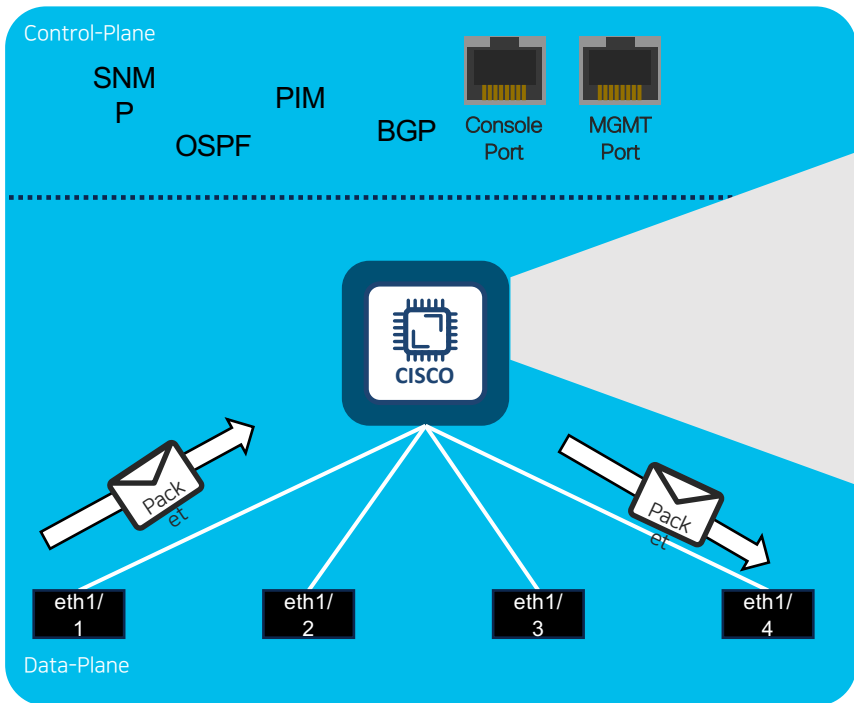 Control-Plane
SNM
P
PIM
OSPF
BGP
Console
Port
MGMT
Port
CISCO
Pack
et
Pack
et
eth1/
1
eth1/
2
eth1/
3
eth1/
4
Data-Plane